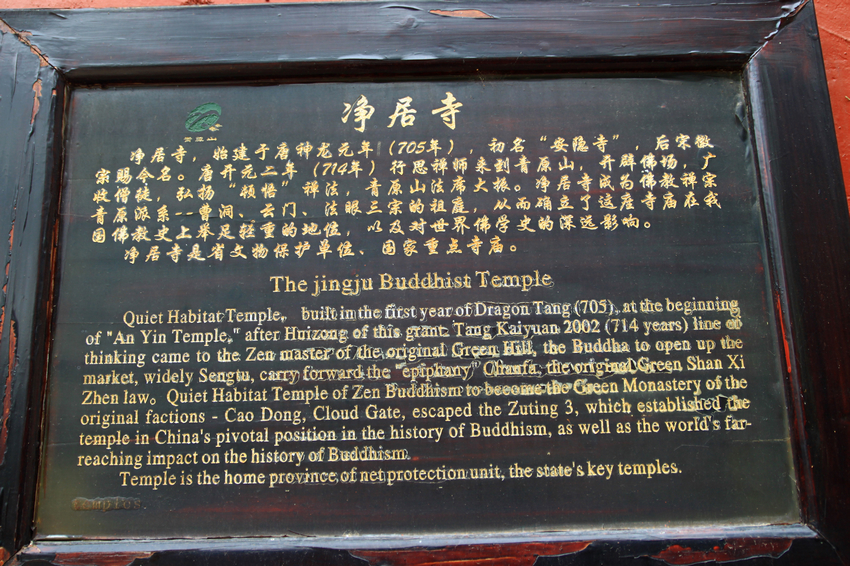 青原山
净居寺
净居寺，始建于唐神龙元年（705年），初名“安隐寺”，后宋徽
宗赐今名。唐开元二年（714年）行思禅师来到青原山，开辟佛场，广
收僧徒，弘扬“顿悟”禅法，青原山法席大振。净居寺成为佛教禅宗
青原派系--曹洞、云门、法眼三宗的祖庭，从而确立了这座寺庙在我
国佛教史上举足轻重的地位，以及对世界佛学史的深远影响。
净居寺是省文物保护单位、国家重点寺庙。
The jingju Buddhist Temple
Quiet Habitat Temple, built in the first year of Dragon Tang (705), at the beginning
of "An Yin Temple," after Huizong of this grant. Tang Kaiyuan 2002 (714 years) line of
thinking came to the Zen master of the original Green Hill, the Buddha to open up the
market, widely Sengtu, carry forward the "epiphany" Chanfa, the original Green Shan Xi
Zhen law。 Quiet Habitat Temple of Zen Buddhism to become the Green Monastery of the
original factions - Cao Dong, Cloud Gate, escaped the Zuting 3, which established the
temple in China's pivotal position in the history of Buddhism, as well as the world's far-
reaching impact on the history of Buddhism.
Temple is the home province of net protection unit, the state's key temples.